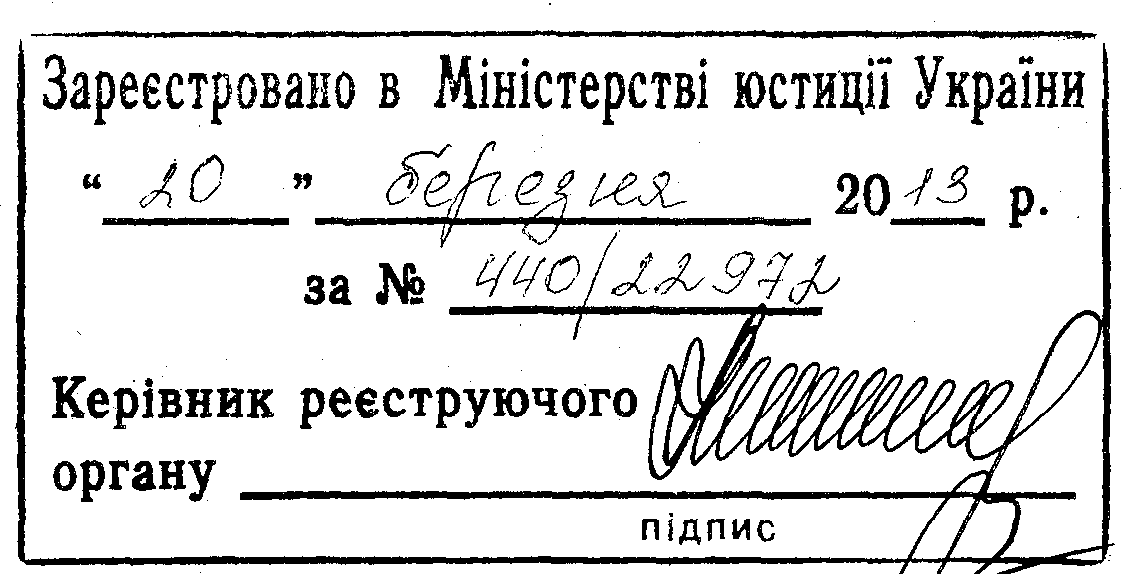 Зареєстровано в Міністерстві юстиції України
“ 20 ” березня 2013 р.
за № 440/22972
Керівник реєструючого
органу
підпис